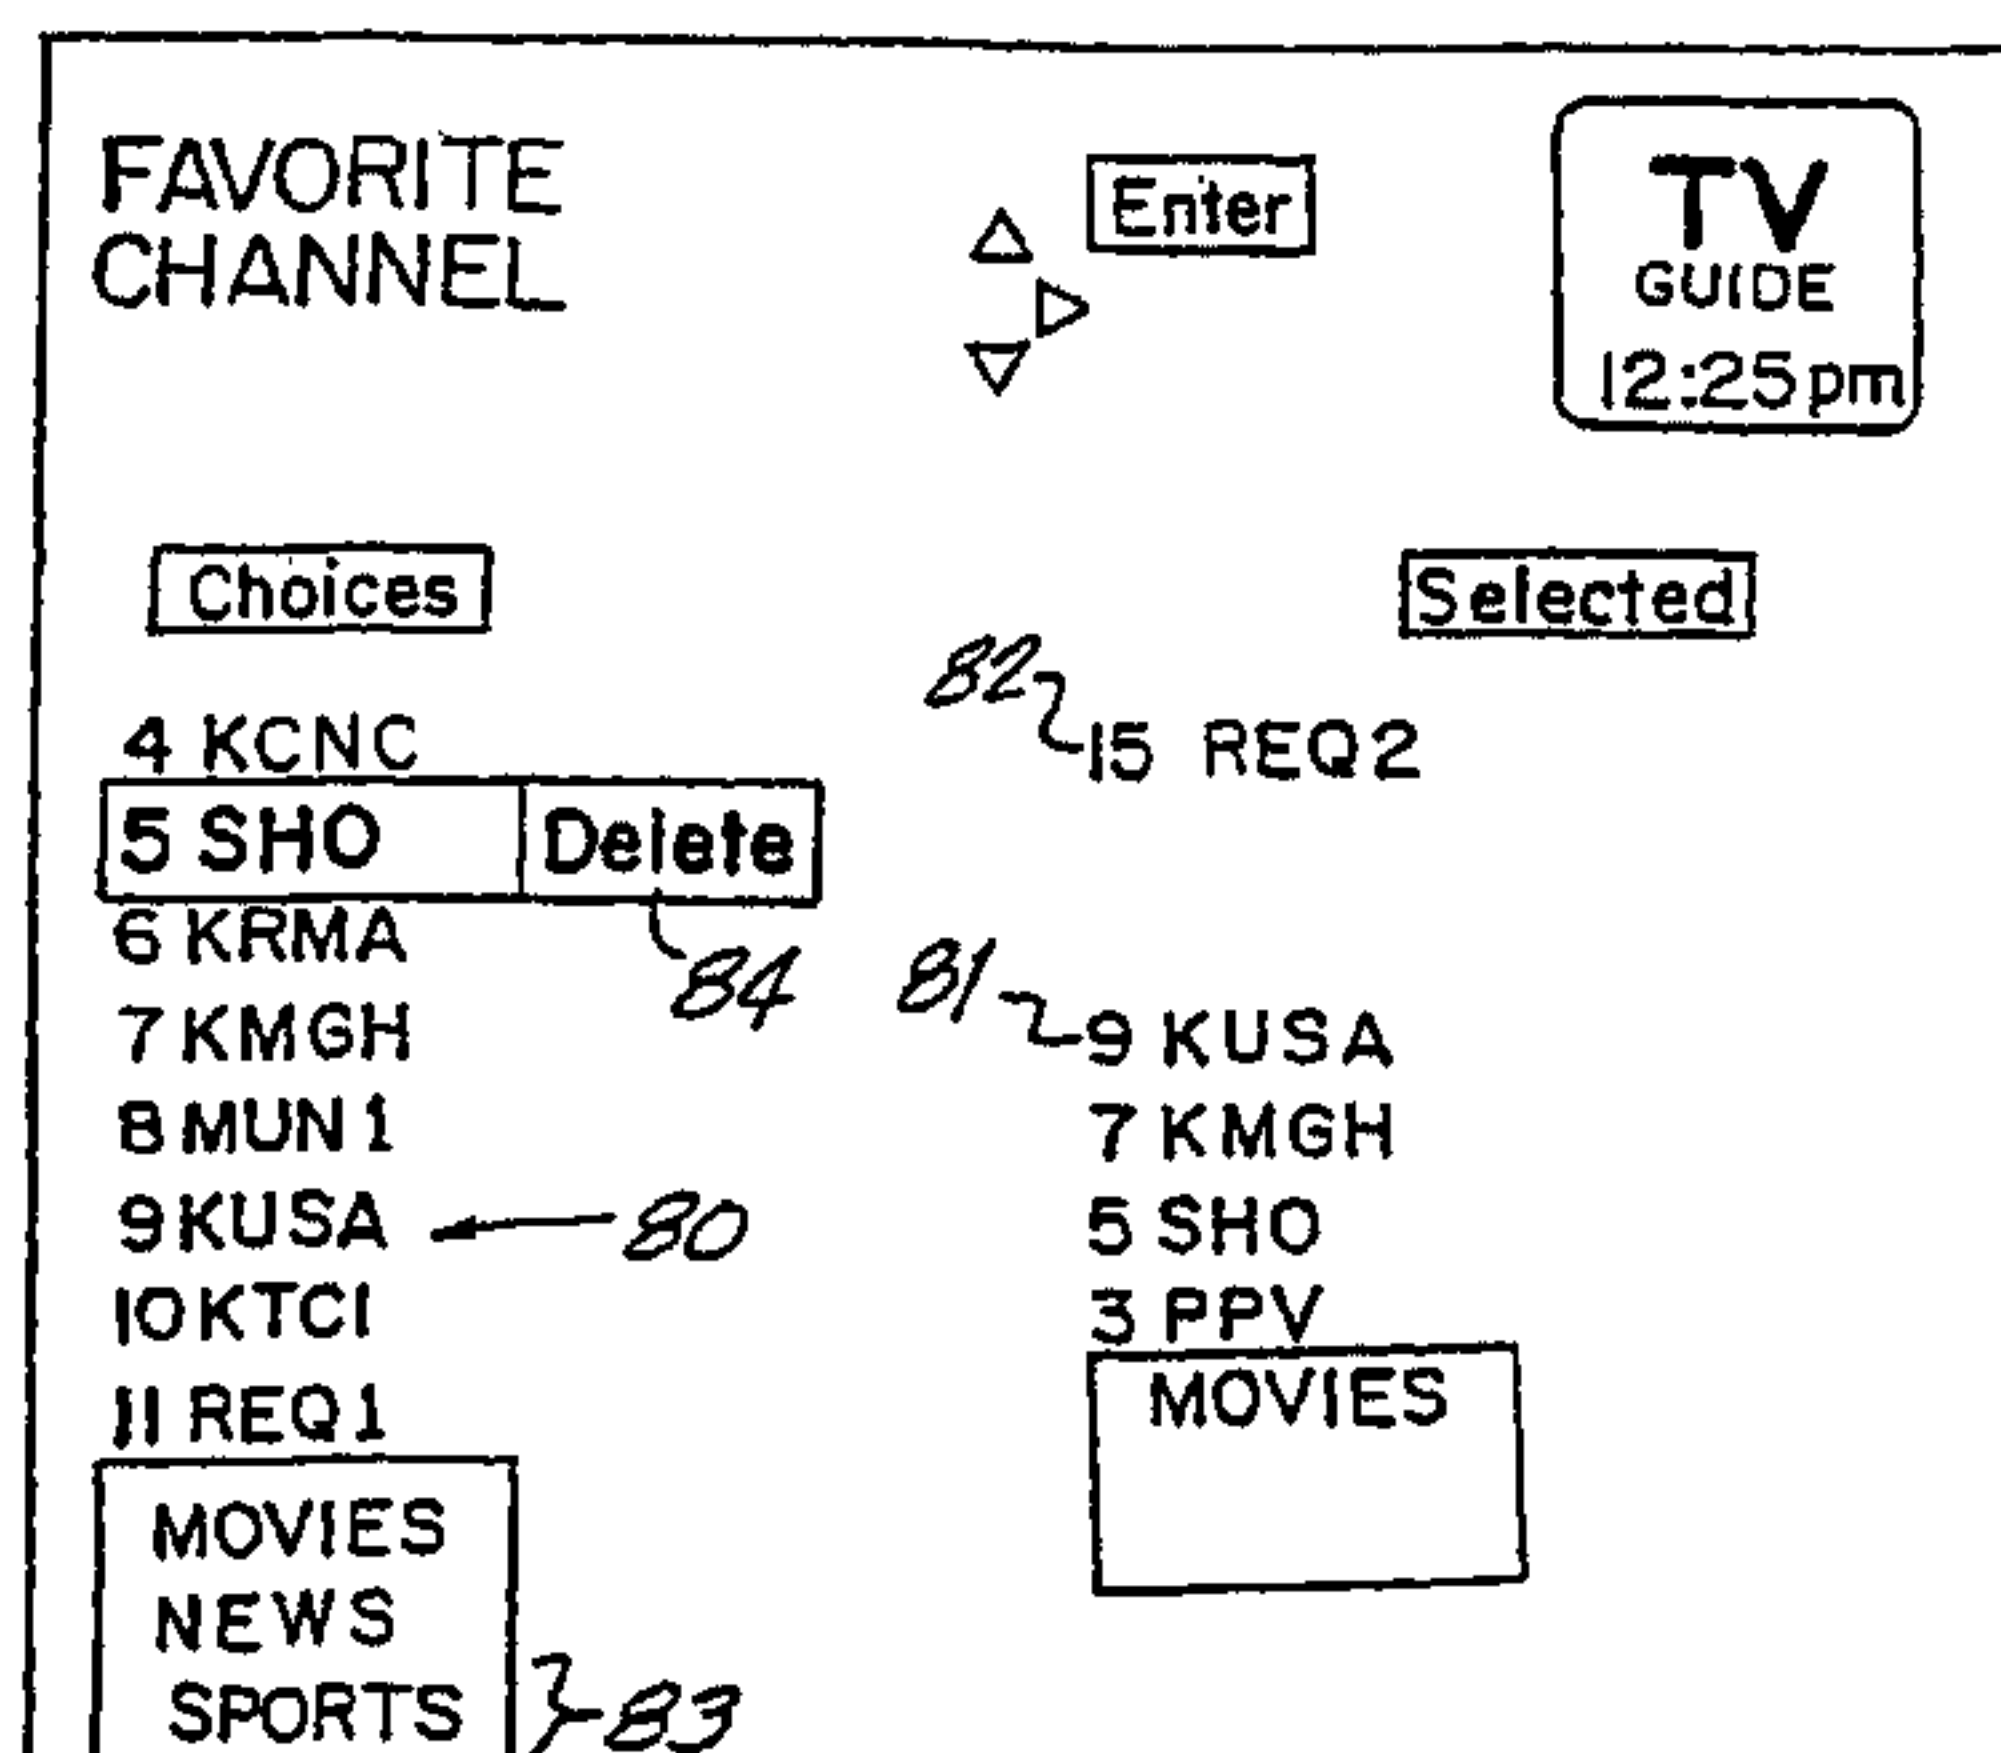 FAVORITE
CHANNEL
Enter
TV
GUIDE
12:25pm
Choices
Selected
82
4 KCNC
15 REQ2
5 SHO Delete
6 KRMA
84
81
7 KMGH
9 KUSA
8 MUN1
7 KMGH
9 KUSA
80
5 SHO
10 KTCI
3 PPV
11 REQ1
MOVIES
MOVIES
NEWS
SPORTS
83